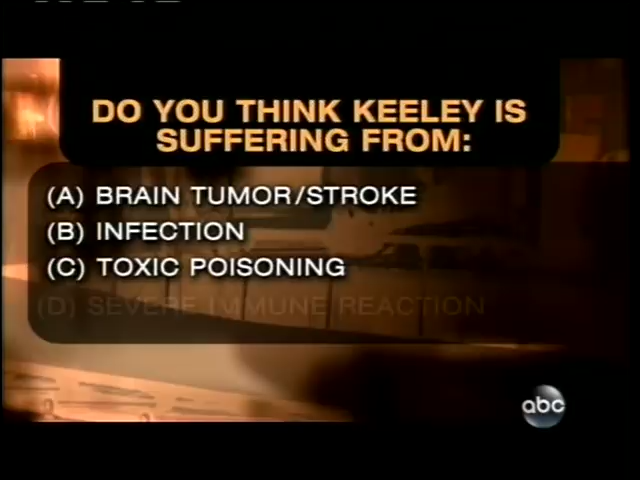 DO YOU THINK KEELEY IS
SUFFERING FROM:
(A) BRAIN TUMOR/STROKE
(B) INFECTION
(C) TOXIC POISONING
(D) SEVERE IMMUNE REACTION
abc